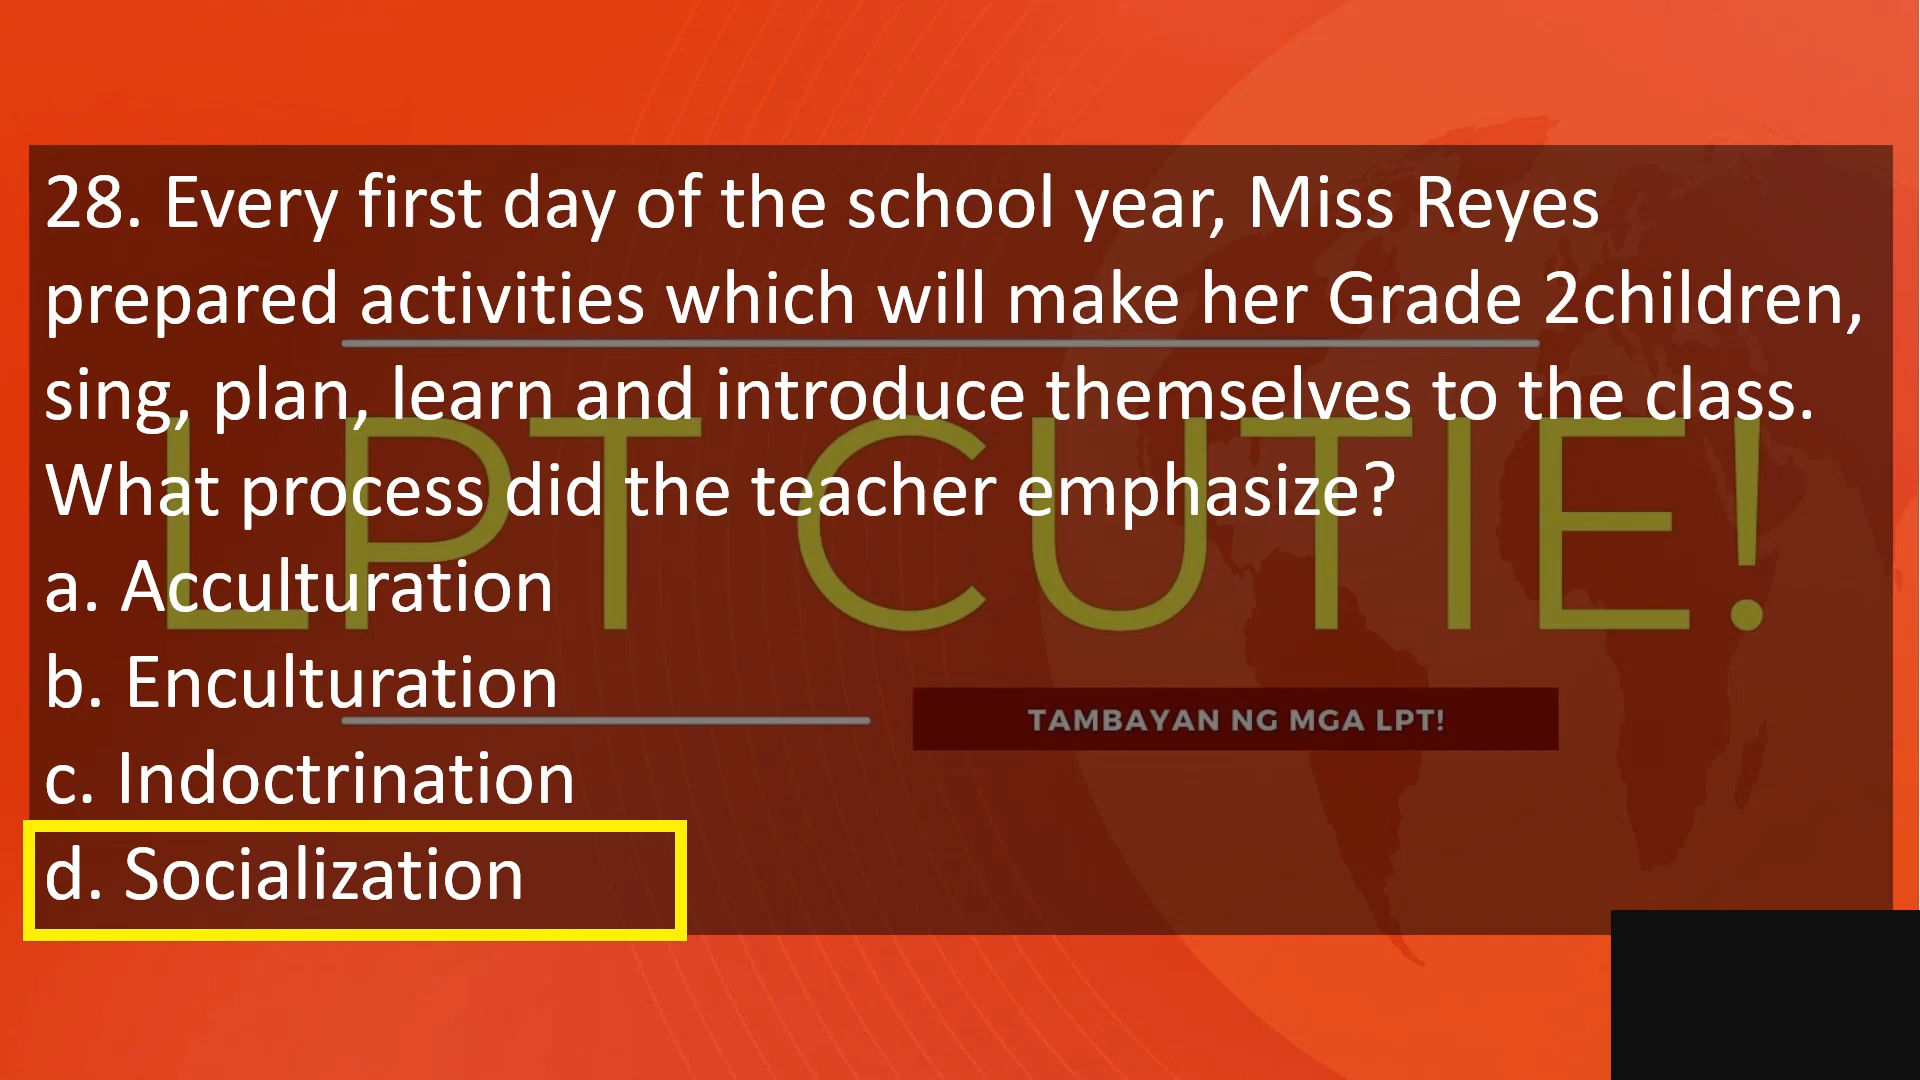 28. Every first day of the school year, Miss Reyes
prepared activities which will make her Grade 2children,
sing, plan, learn and introduce themselves to the class.
What process did the teacher emphasize?
a. Acculturation
b. Enculturation
c. Indoctrination
d. Socialization
LPT CUTIE!
TAMBAYAN NG MGA LPT!